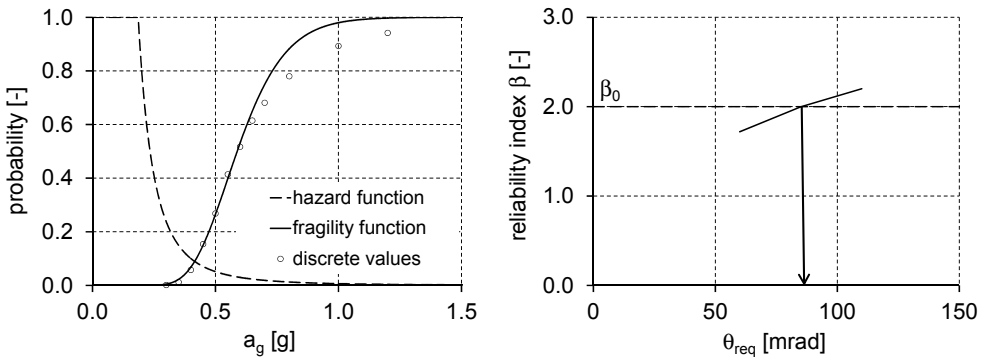 probability [-]
1.0
0.8
0.6
0.4
0.2
0.0
0.0
0.5
1.0
1.5
a_g [g]
hazard function
fragility function
discrete values
reliability index β [-]
3.0
2.0
1.0
0.0
β₀
0
50
100
150
θ_req [mrad]